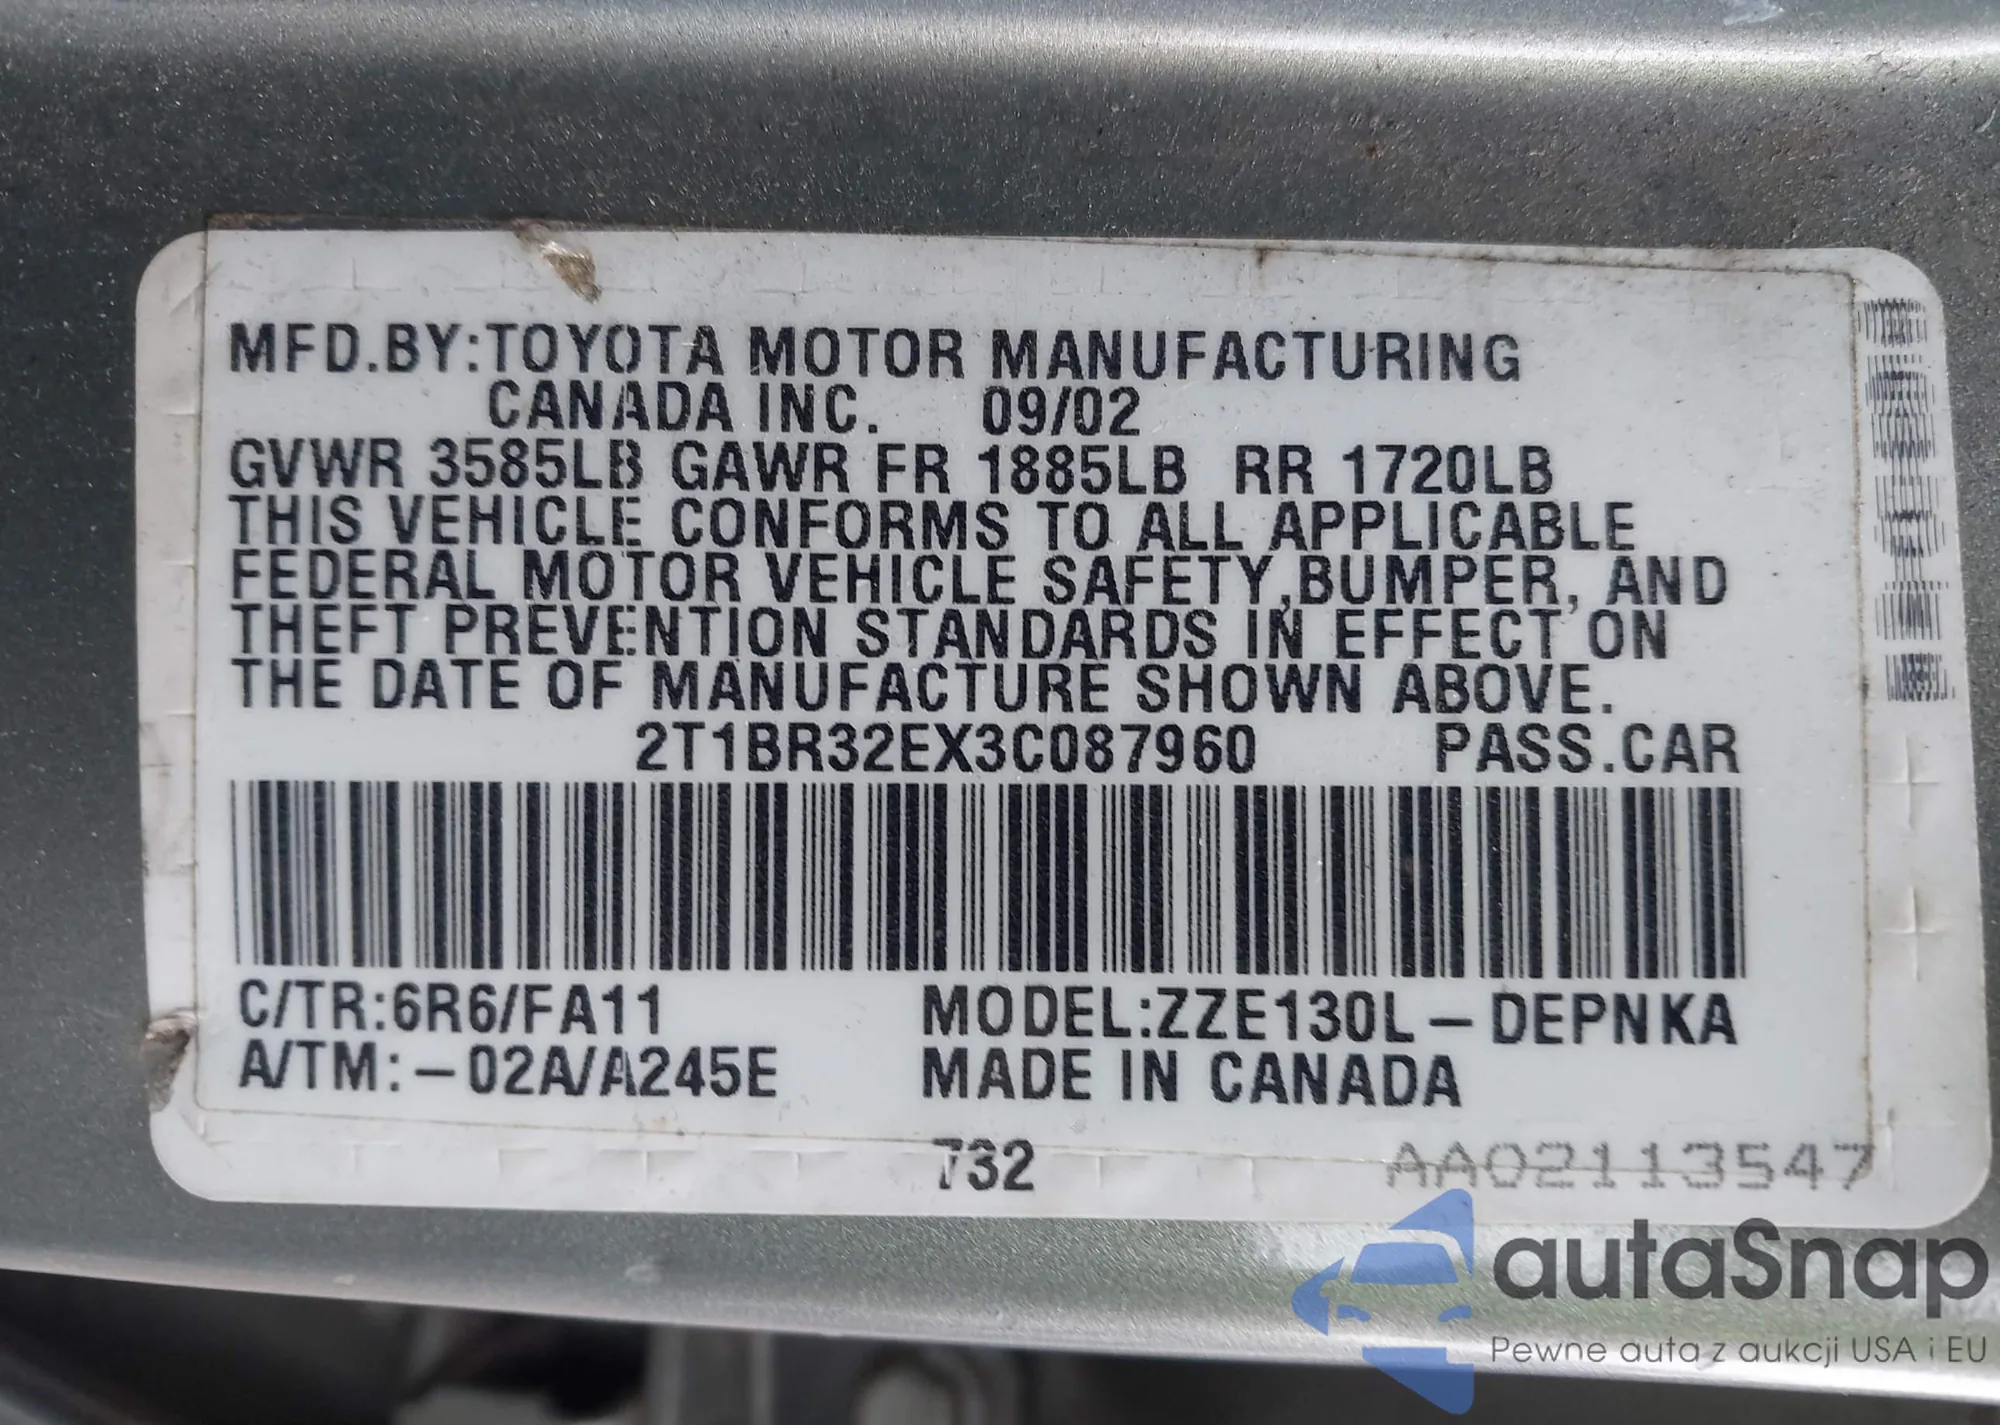 MFD.BY:TOYOTA MOTOR MANUFACTURING
CANADA INC. 09/02
GVWR 3585LB GAWR FR 1885LB RR 1720LB
THIS VEHICLE CONFORMS TO ALL APPLICABLE
FEDERAL MOTOR VEHICLE SAFETY,BUMPER, AND
THEFT PREVENTION STANDARDS IN EFFECT ON
THE DATE OF MANUFACTURE SHOWN ABOVE.
2T1BR32EX3C087960 PASS.CAR
C/TR:6R6/FA11 MODEL:ZZE130L-DEPNKA
A/TM:-02A/A245E MADE IN CANADA
732 AA02113547
autaSnap
Pewne auta z aukcji USA i EU